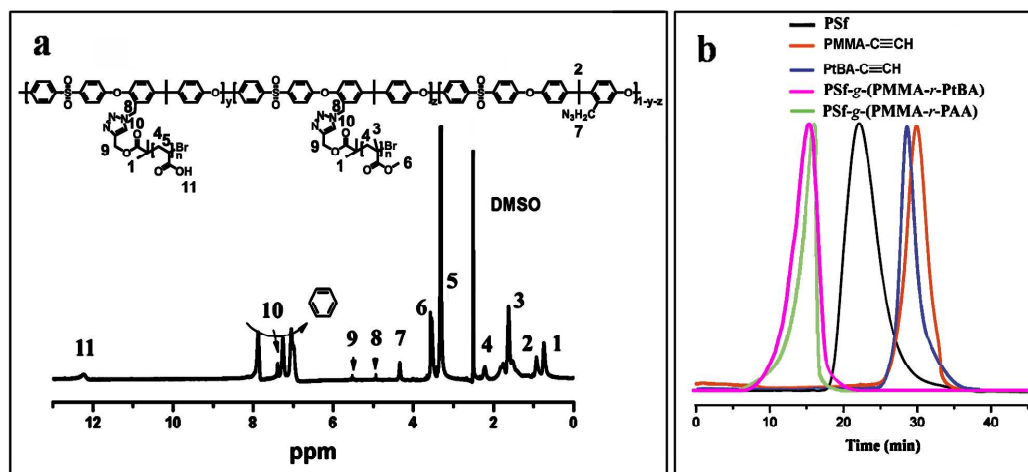 a
2
O=S=O
O=S=O
O=S=O
y
z
1-y-z
8
8
N=N
N
10
N=N
N
10
N₃H₂C
7
9
4
5
Br
n
9
4
3
Br
n
O
O
1
O
OH
11
O
O
1
O
O
6
DMSO
11
10
9
8
7
6
5
4
3
2
1
12
10
8
6
4
2
0
ppm
b
PSf
PMMA-C≡CH
PtBA-C≡CH
PSf-g-(PMMA-r-PtBA)
PSf-g-(PMMA-r-PAA)
0
10
20
30
40
Time (min)